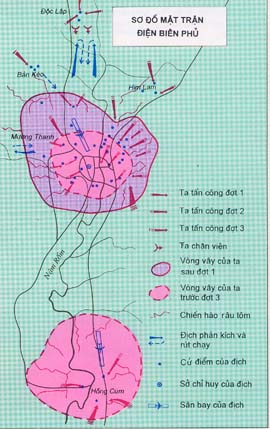 SƠ ĐỒ MẶT TRẬN
ĐIỆN BIÊN PHỦ
Độc Lập
Bản Kéo
Him Lam
Mường Thanh
Nậm Rốm
Hồng Cúm
Ta tấn công đợt 1
Ta tấn công đợt 2
Ta tấn công đợt 3
Ta chặn viện
Vòng vây của ta
sau đợt 1
Vòng vây của ta
trước đợt 3
Chiến hào râu tôm
Địch phản kích và
rút chạy
Cứ điểm của địch
Sở chỉ huy của địch
Sân bay của địch